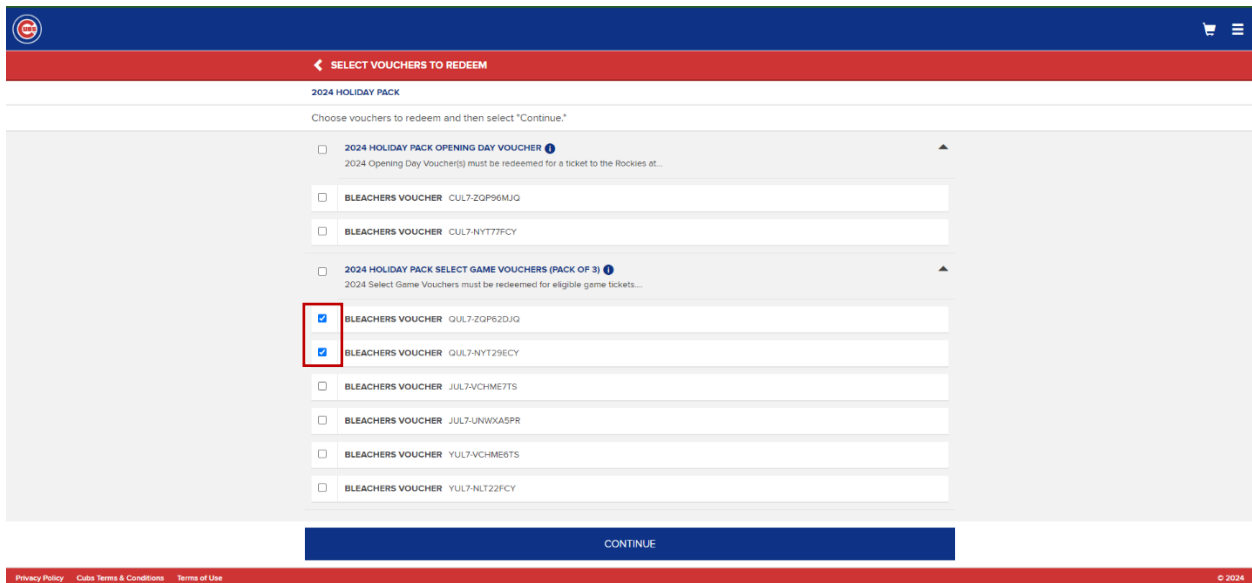 CUBS
SELECT VOUCHERS TO REDEEM
2024 HOLIDAY PACK
Choose vouchers to redeem and then select "Continue."
2024 HOLIDAY PACK OPENING DAY VOUCHER i
2024 Opening Day Voucher(s) must be redeemed for a ticket to the Rockies at...
BLEACHERS VOUCHER CUL7-ZQP96MJQ
BLEACHERS VOUCHER CUL7-NYT77FCY
2024 HOLIDAY PACK SELECT GAME VOUCHERS (PACK OF 3) i
2024 Select Game Vouchers must be redeemed for eligible game tickets....
BLEACHERS VOUCHER QUL7-ZQP62DJQ
BLEACHERS VOUCHER QUL7-NYT29ECY
BLEACHERS VOUCHER JUL7-VCHME7TS
BLEACHERS VOUCHER JUL7-UNWXA5PR
BLEACHERS VOUCHER YUL7-VCHME6TS
BLEACHERS VOUCHER YUL7-NLT22FCY
CONTINUE
Privacy Policy Cubs Terms & Conditions Terms of Use © 2024